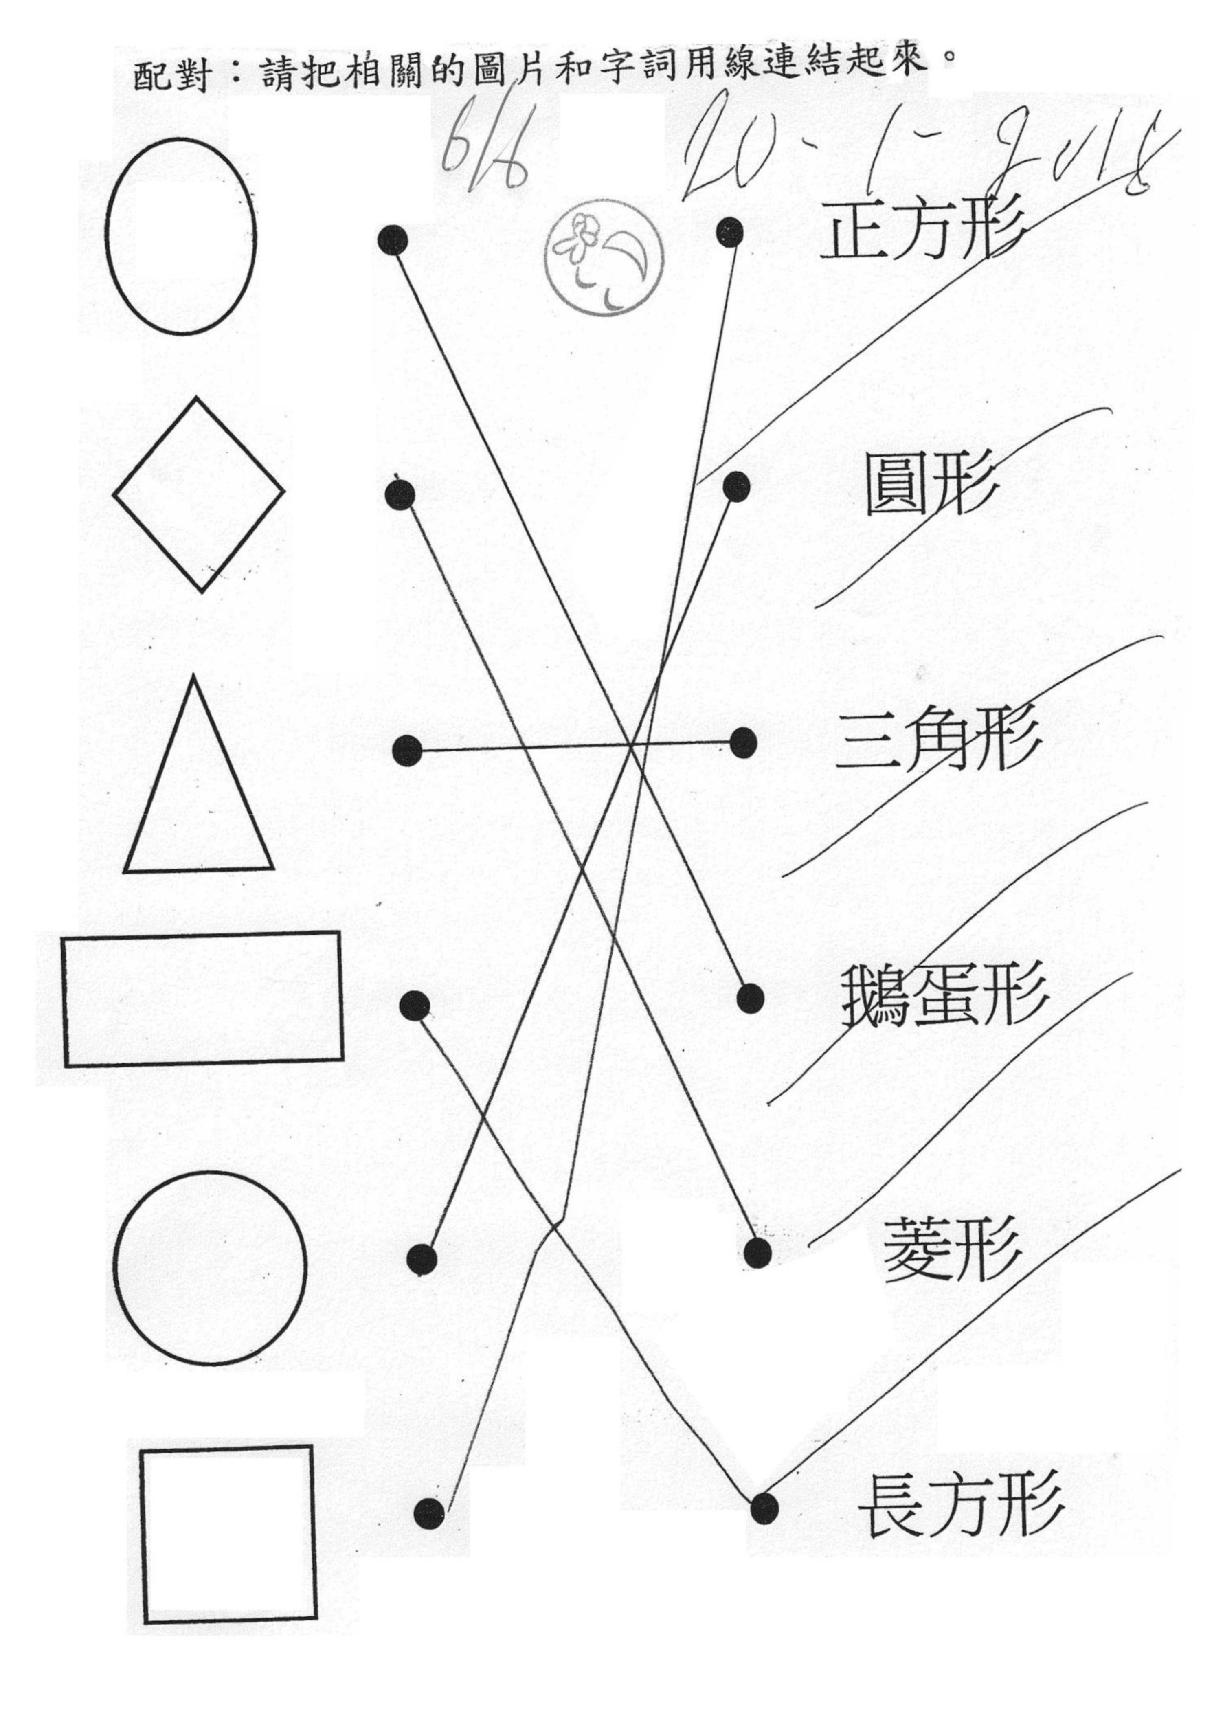 配對：請把相關的圖片和字詞用線連結起來。
6/6 20-1-2018
正方形
圓形
三角形
鵝蛋形
菱形
長方形